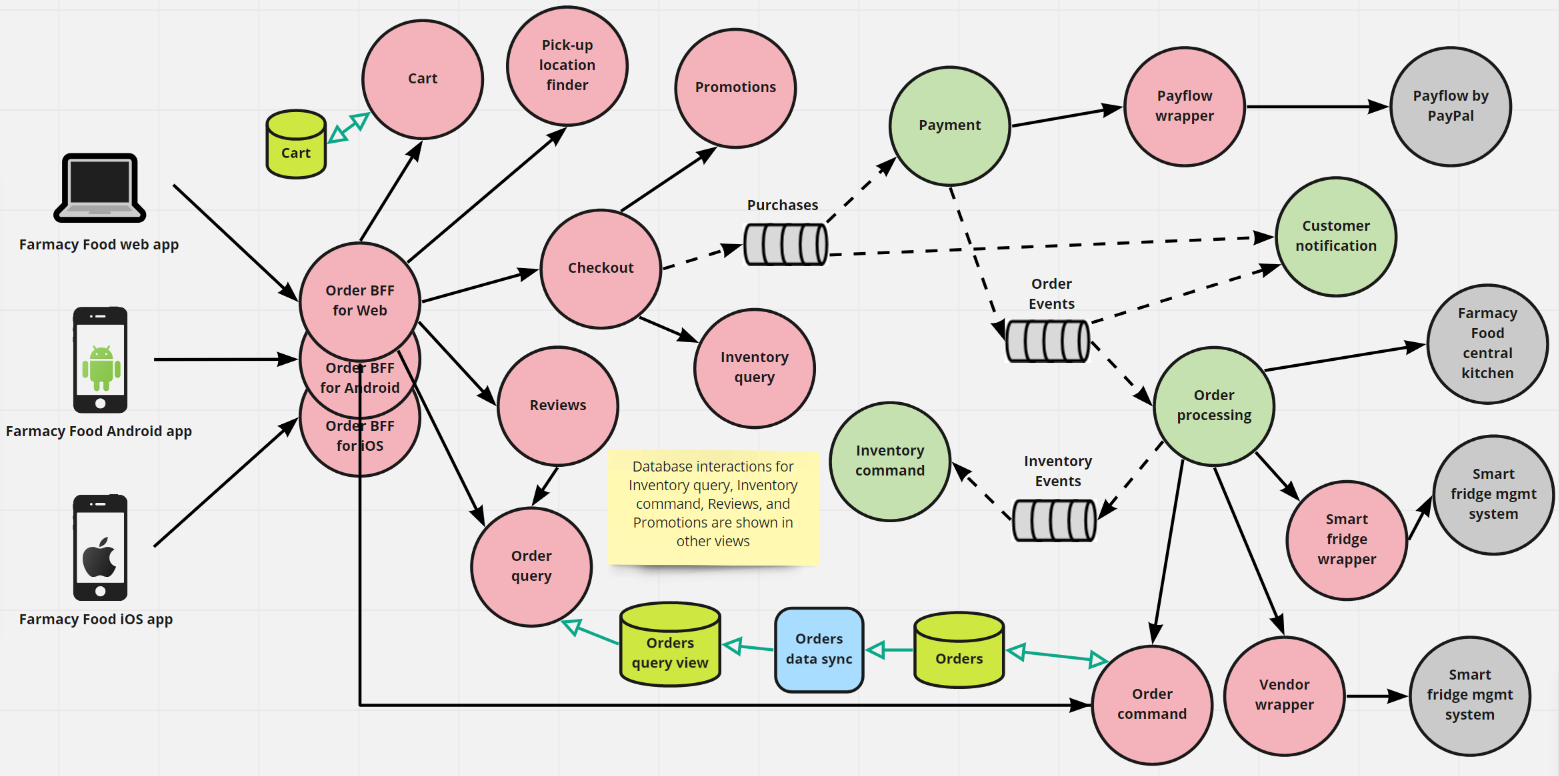 Cart
Pick-up
location
finder
Promotions
Payment
Payflow
wrapper
Payflow by
PayPal
Cart
Farmacy Food web app
Purchases
Customer
notification
Order BFF
for Web
Checkout
Order
Events
Farmacy
Food
central
kitchen
Inventory
query
Order BFF
for Android
Farmacy Food Android app
Reviews
Order
processing
Order BFF
for iOS
Inventory
command
Inventory
Events
Database interactions for
Inventory query, Inventory
command, Reviews, and
Promotions are shown in
other views
Smart
fridge mgmt
system
Smart
fridge
wrapper
Order
query
Farmacy Food iOS app
Orders
query view
Orders
data sync
Orders
Order
command
Vendor
wrapper
Smart
fridge mgmt
system